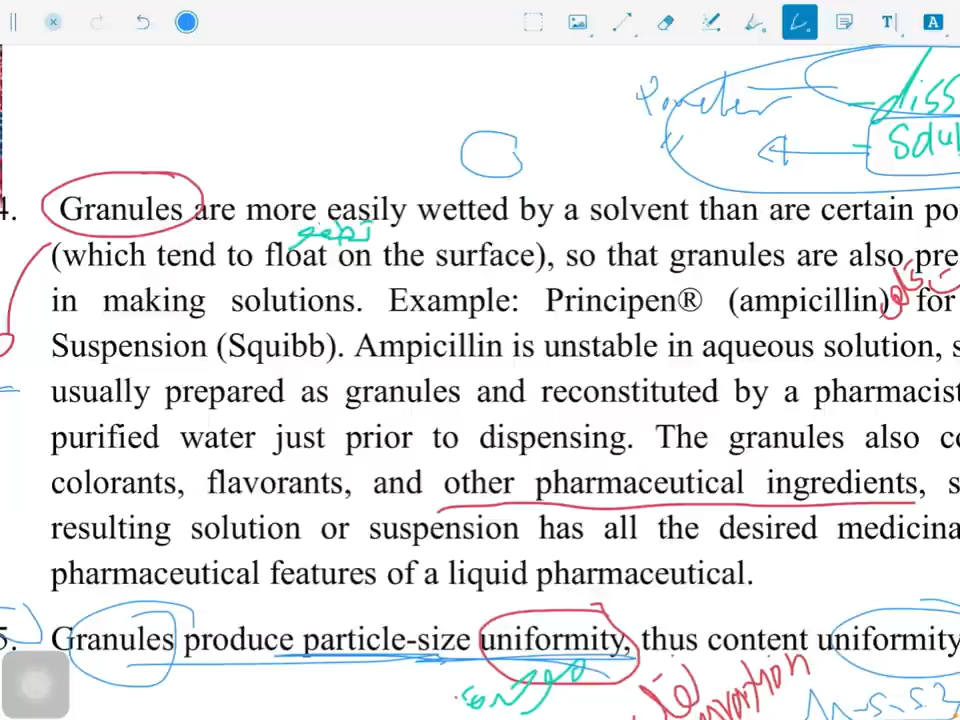 diss
solub
4. Granules are more easily wetted by a solvent than are certain po
(which tend to float on the surface), so that granules are also pre
in making solutions. Example: Principen® (ampicillin) for
Suspension (Squibb). Ampicillin is unstable in aqueous solution, s
usually prepared as granules and reconstituted by a pharmacist
purified water just prior to dispensing. The granules also co
colorants, flavorants, and other pharmaceutical ingredients, s
resulting solution or suspension has all the desired medicina
pharmaceutical features of a liquid pharmaceutical.
5. Granules produce particle-size uniformity, thus content uniformity